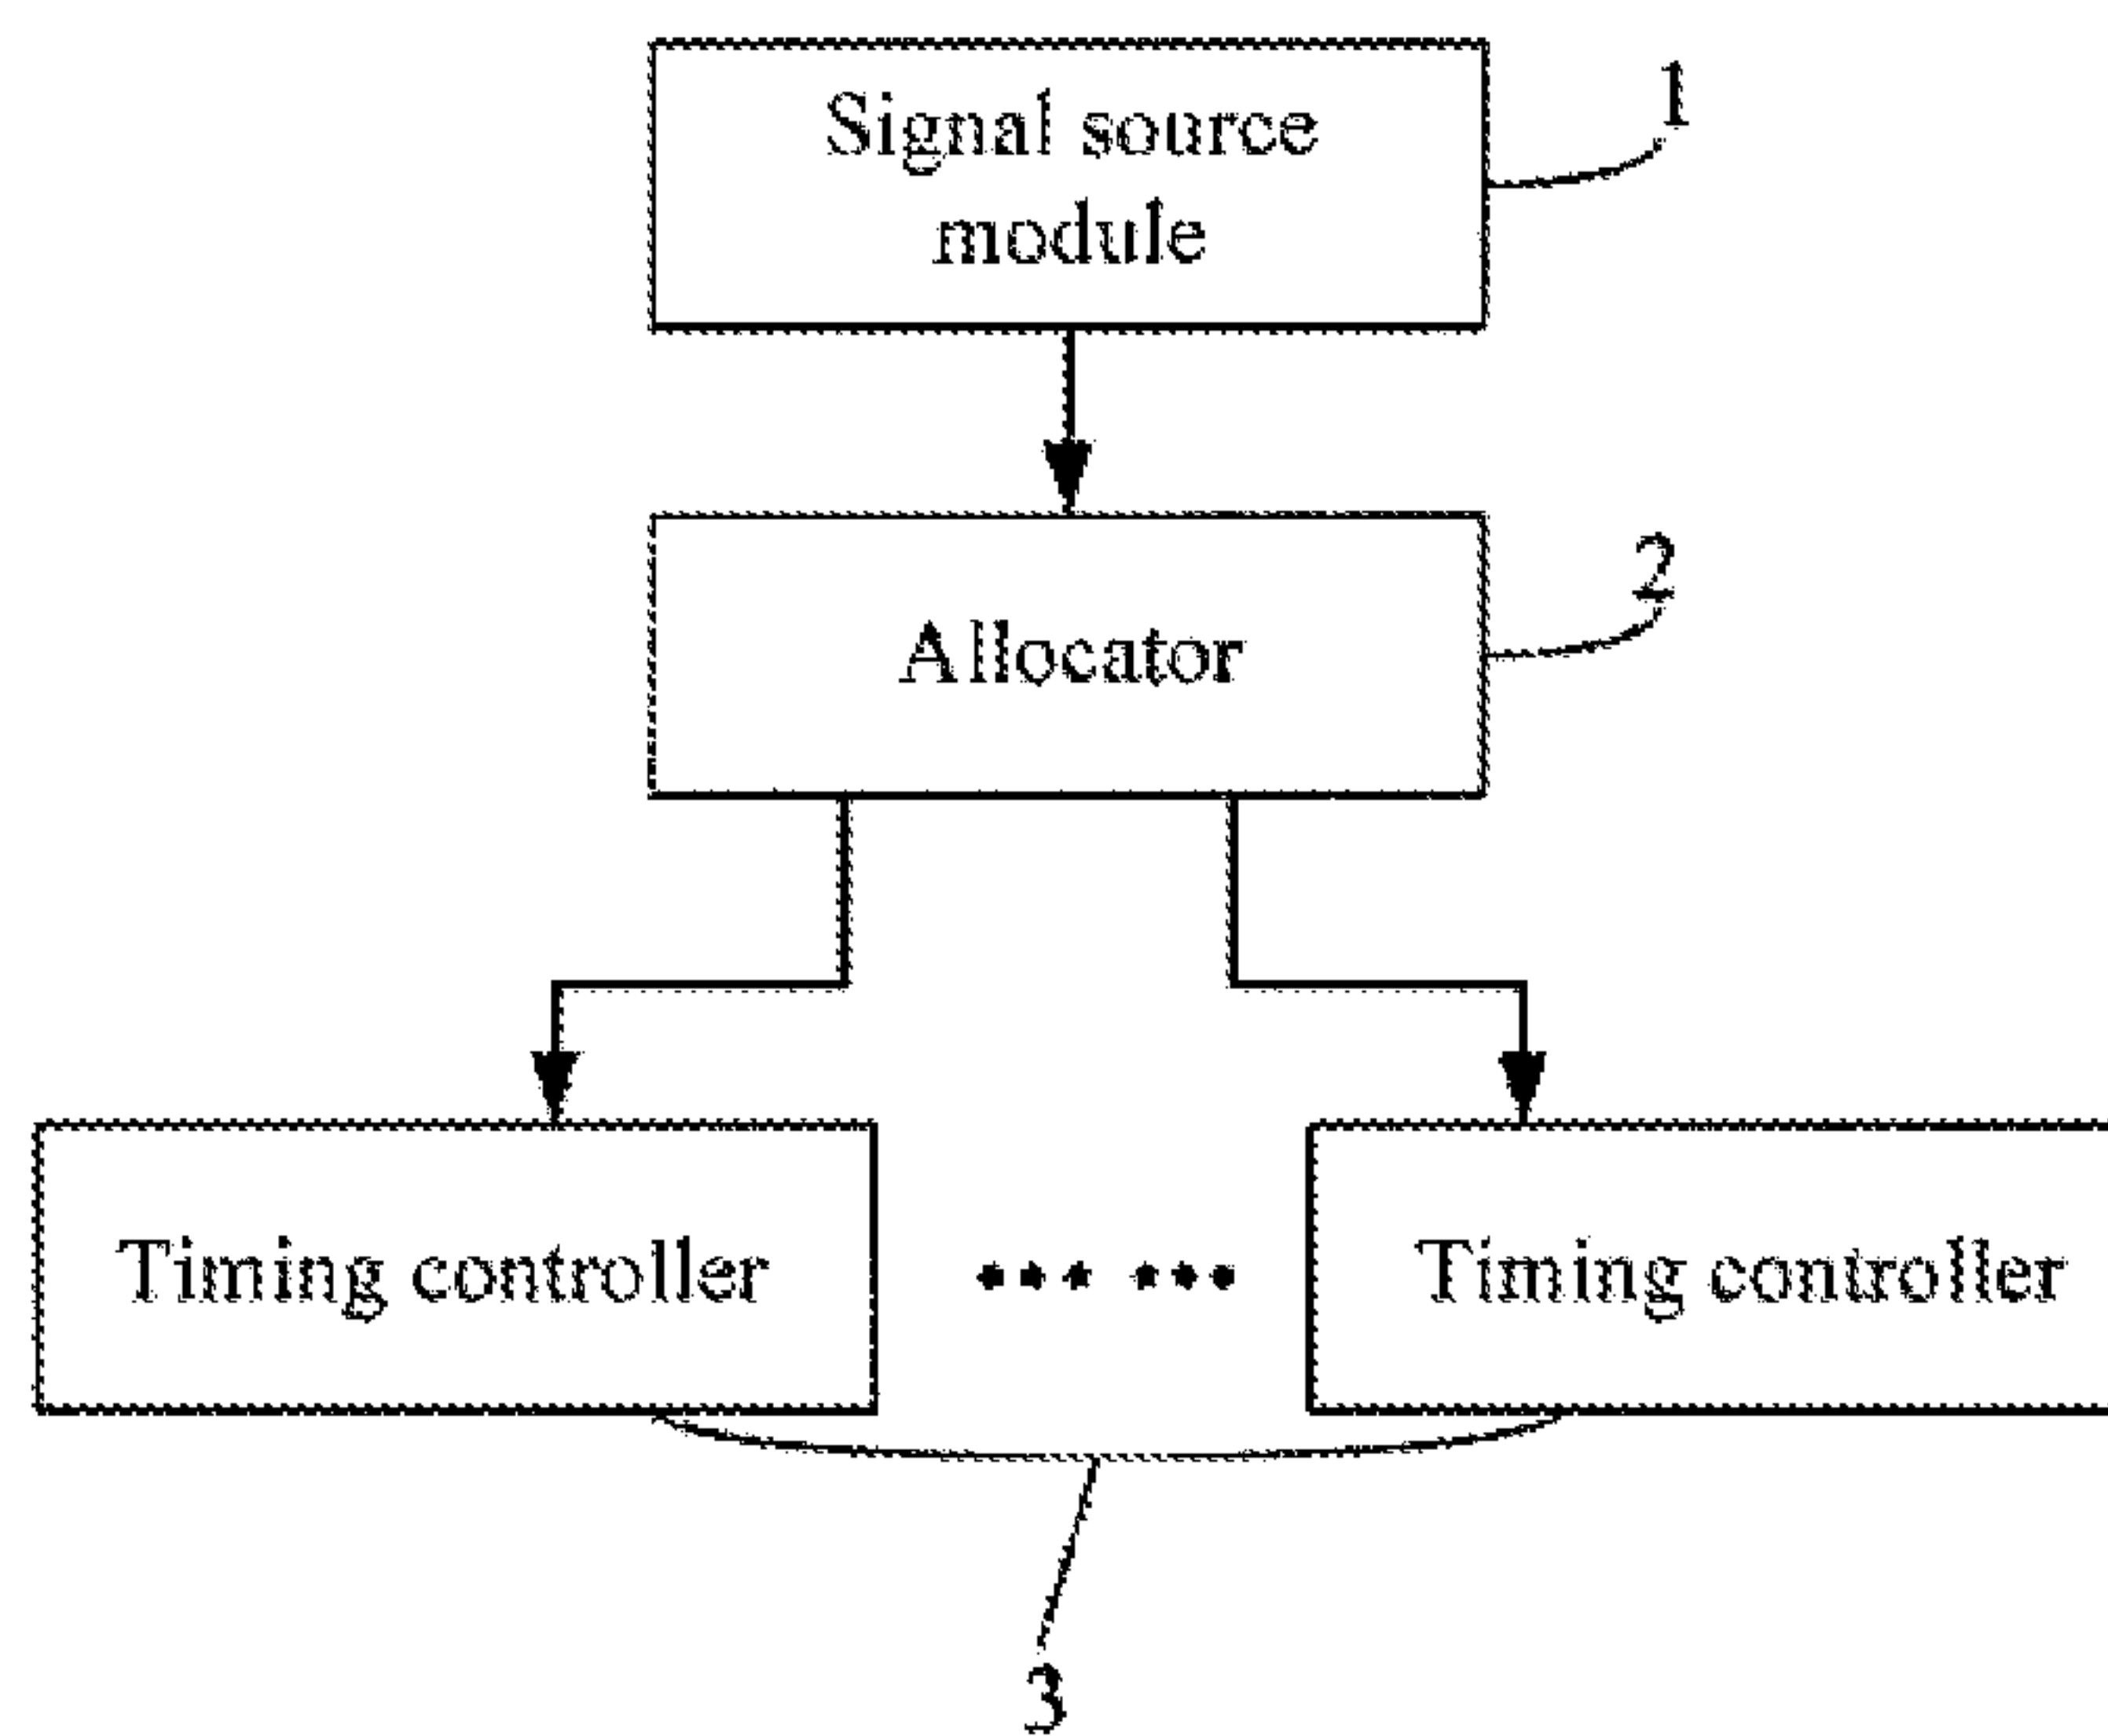 Signal source
module
1
Allocator
2
Timing controller
•••  •••
Timing controller
3